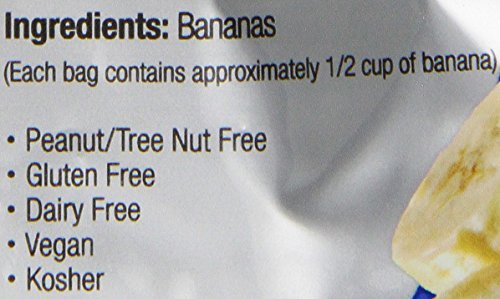 Ingredients: Bananas
(Each bag contains approximately 1/2 cup of banana)
• Peanut/Tree Nut Free
• Gluten Free
• Dairy Free
• Vegan
• Kosher